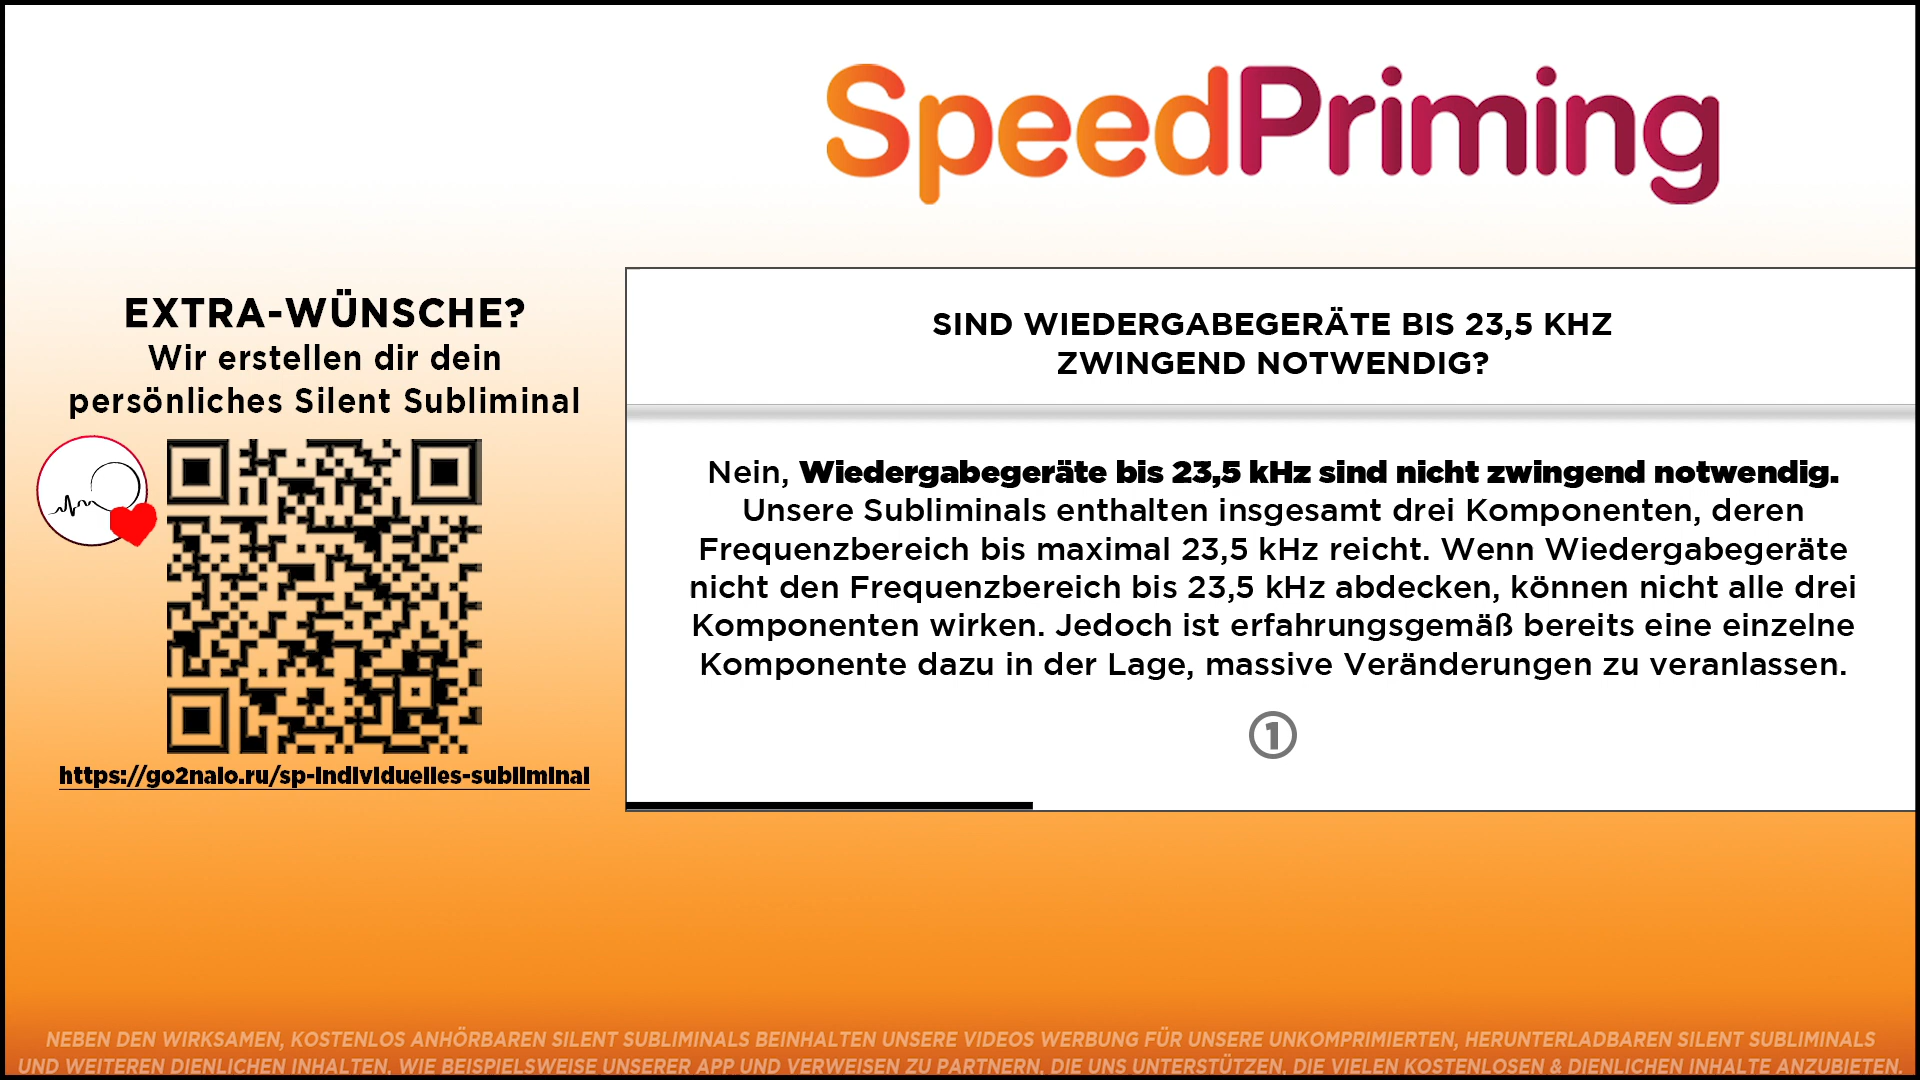 SpeedPriming
EXTRA-WÜNSCHE?
Wir erstellen dir dein
persönliches Silent Subliminal
https://go2nalo.ru/sp-individuelles-subliminal
SIND WIEDERGABEGERÄTE BIS 23,5 KHZ
ZWINGEND NOTWENDIG?
Nein, Wiedergabegeräte bis 23,5 kHz sind nicht zwingend notwendig.
Unsere Subliminals enthalten insgesamt drei Komponenten, deren
Frequenzbereich bis maximal 23,5 kHz reicht. Wenn Wiedergabegeräte
nicht den Frequenzbereich bis 23,5 kHz abdecken, können nicht alle drei
Komponenten wirken. Jedoch ist erfahrungsgemäß bereits eine einzelne
Komponente dazu in der Lage, massive Veränderungen zu veranlassen.
①
NEBEN DEN WIRKSAMEN, KOSTENLOS ANHÖRBAREN SILENT SUBLIMINALS BEINHALTEN UNSERE VIDEOS WERBUNG FÜR UNSERE UNKOMPRIMIERTEN, HERUNTERLADBAREN SILENT SUBLIMINALS
UND WEITEREN DIENLICHEN INHALTEN, WIE BEISPIELSWEISE UNSERER APP UND VERWEISEN ZU PARTNERN, DIE UNS UNTERSTÜTZEN, DIE VIELEN KOSTENLOSEN & DIENLICHEN INHALTE ANZUBIETEN.